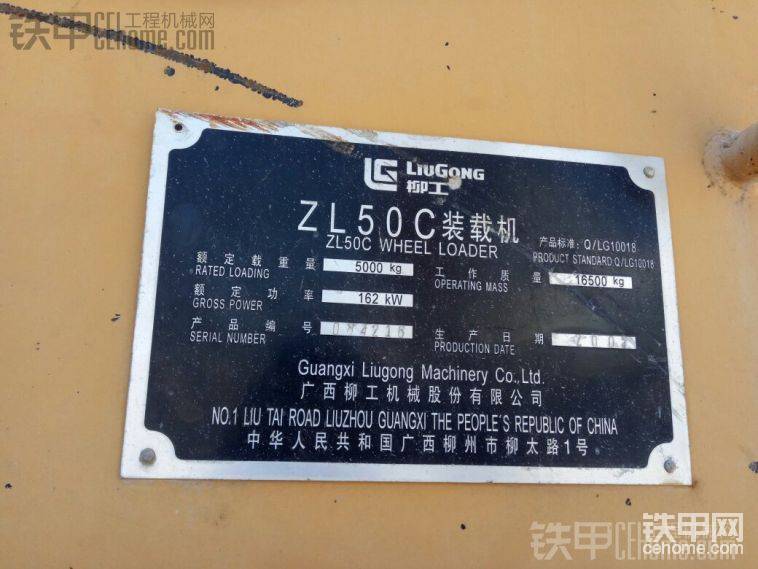 铁甲 工程机械网
cehome.com
LIUGONG
柳工
ZL50C装载机
ZL50C WHEEL LOADER
产品标准: Q/LG10018
PRODUCT STANDARD:Q/LG10018
额定载重量 5000 kg
RATED LOADING
工作质量 16500 kg
OPERATING MASS
额定功率 162 kW
GROSS POWER
产品编号
SERIAL NUMBER
生产日期
PRODUCTION DATE
Guangxi Liugong Machinery Co.,Ltd.
广西柳工机械股份有限公司
NO.1 LIU TAI ROAD LIUZHOU GUANGXI THE PEOPLE'S REPUBLIC OF CHINA
中华人民共和国广西柳州市柳太路1号
铁甲网
cehome.com